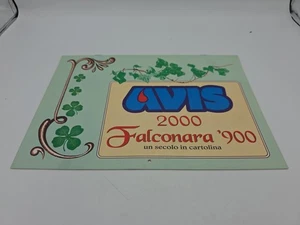 AVIS
2000
Falconara '900
un secolo in cartolina